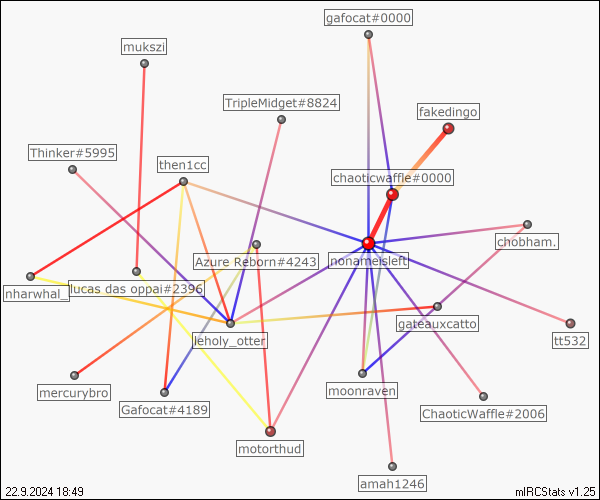 gafocat#0000
mukszi
TripleMidget#8824
fakedingo
Thinker#5995
then1cc
chaoticwaffle#0000
chobham.
Azure Reborn#4243
nonameisleft
nharwhal_
lucas das oppai#2396
gateauxcatto
leholy_otter
tt532
mercurybro
moonraven
Gafocat#4189
ChaoticWaffle#2006
motorthud
amah1246
22.9.2024 18:49
mIRCStats v1.25